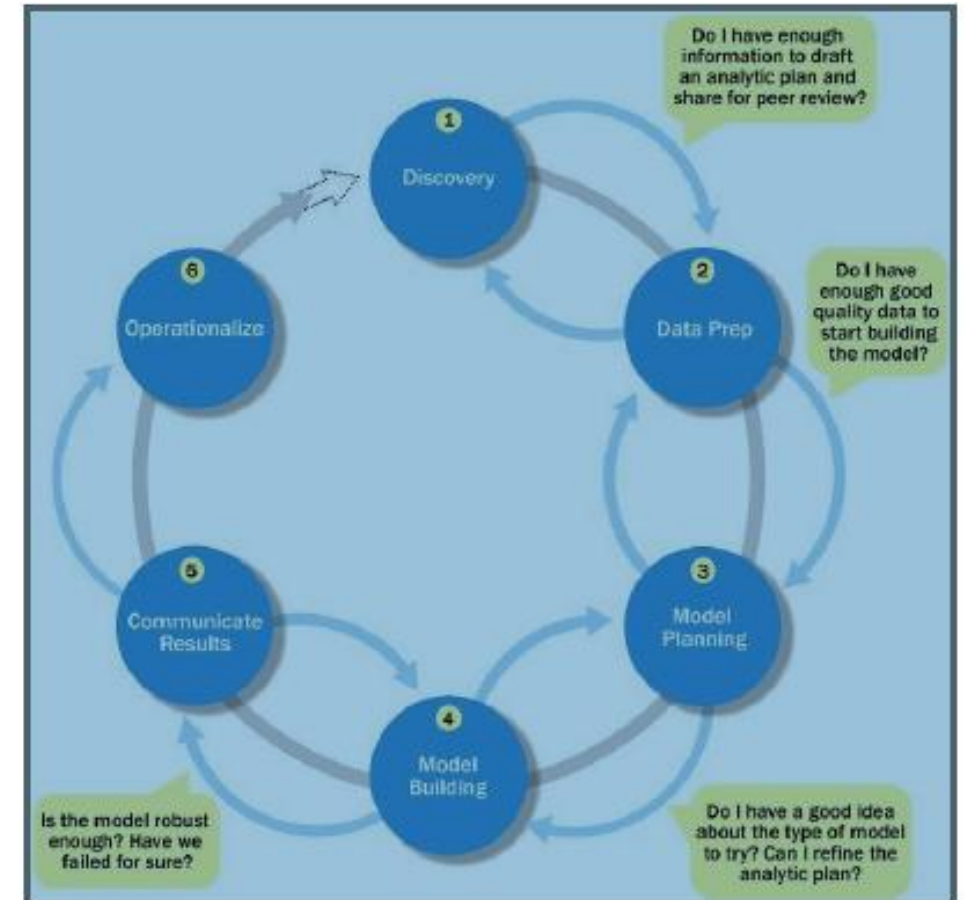 Do I have enough
information to draft
an analytic plan and
share for peer review?
1
Discovery
2
Data Prep
Do I have
enough good
quality data to
start building
the model?
3
Model
Planning
Do I have a good idea
about the type of model
to try? Can I refine the
analytic plan?
4
Model
Building
Is the model robust
enough? Have we
failed for sure?
5
Communicate
Results
6
Operationalize